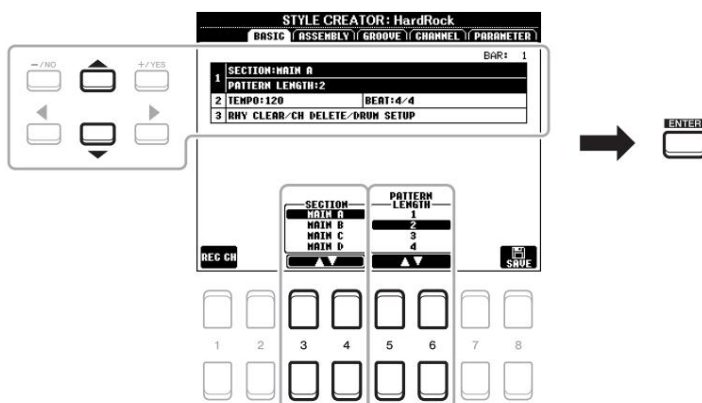 STYLE CREATOR: HardRock
BASIC ASSEMBLY GROOVE CHANNEL PARAMETER
BAR: 1
-/NO
+/YES
1 SECTION:MAIN A
PATTERN LENGTH:2
2 TEMPO:120 BEAT:4/4
3 RHY CLEAR/CH DELETE/DRUM SETUP
ENTER
SECTION
MAIN A
MAIN B
MAIN C
MAIN D
PATTERN
LENGTH
1
2
3
4
REC CH
SAVE
1 2 3 4 5 6 7 8